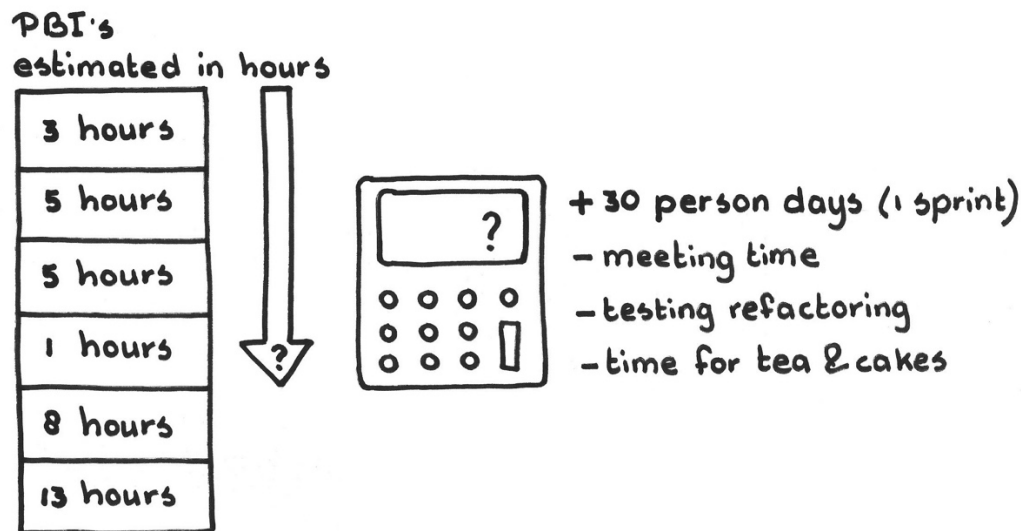 PBI's
estimated in hours
3 hours
5 hours
5 hours
1 hours
8 hours
13 hours
?
?
+ 30 person days (1 sprint)
- meeting time
- testing refactoring
- time for tea & cakes